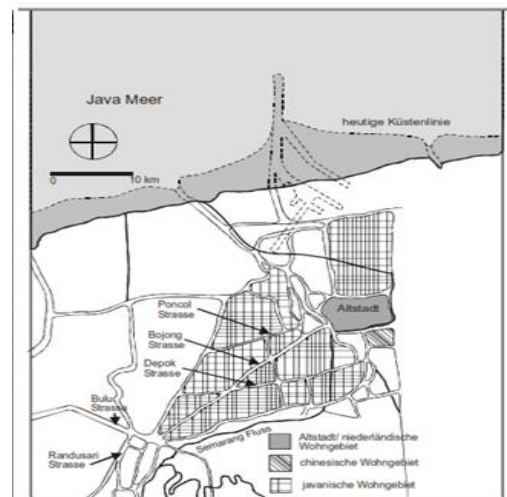 Java Meer
heutige Küstenlinie
0 10 km
Poncol
Strasse
Bojong
Strasse
Depok
Strasse
Altstadt
Bulu
Strasse
Randusari
Strasse
Semarang Fluss
Altstadt/ niederländische
Wohngebiet
chinesische Wohngebiet
javanische Wohngebiet